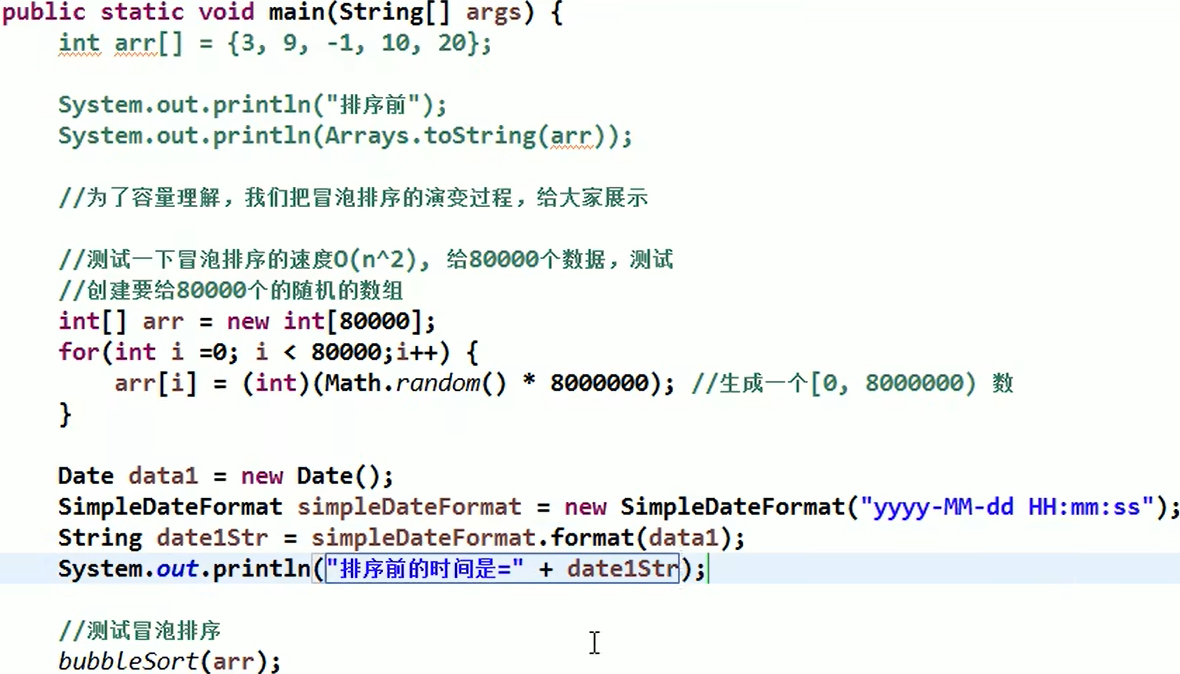 public static void main(String[] args) {
int arr[] = {3, 9, -1, 10, 20};
System.out.println("排序前");
System.out.println(Arrays.toString(arr));
//为了容量理解，我们把冒泡排序的演变过程，给大家展示
//测试一下冒泡排序的速度O(n^2), 给80000个数据，测试
//创建要给80000个的随机的数组
int[] arr = new int[80000];
for(int i =0; i < 80000;i++) {
arr[i] = (int)(Math.random() * 8000000); //生成一个[0, 8000000) 数
}
Date data1 = new Date();
SimpleDateFormat simpleDateFormat = new SimpleDateFormat("yyyy-MM-dd HH:mm:ss");
String date1Str = simpleDateFormat.format(data1);
System.out.println("排序前的时间是=" + date1Str);
//测试冒泡排序
bubbleSort(arr);